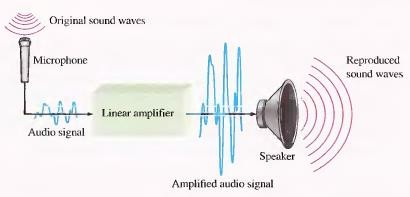 Original sound waves
Microphone
Reproduced
sound waves
Linear amplifier
Audio signal
Speaker
Amplified audio signal